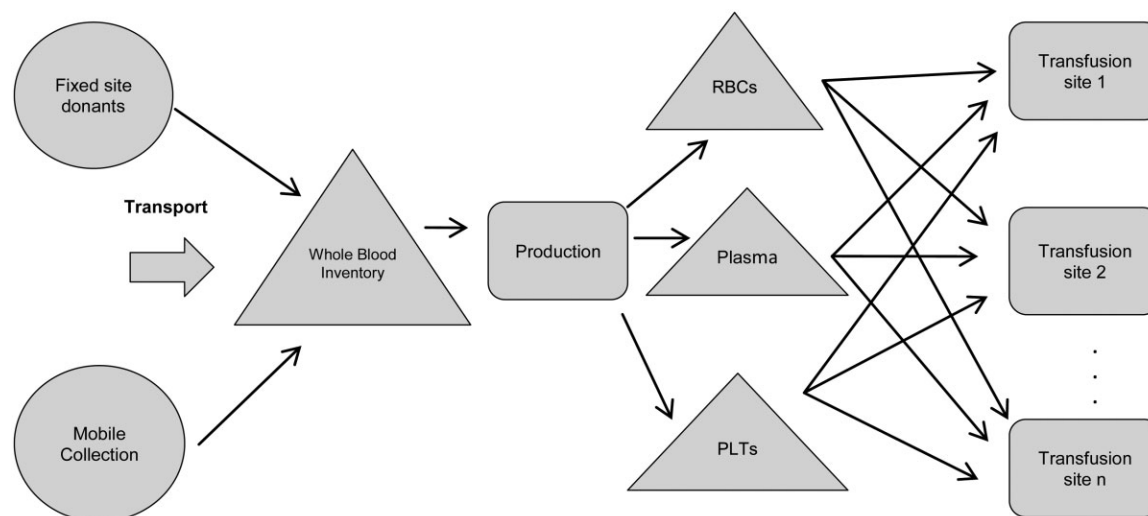 Fixed site
donants
Transport
Mobile
Collection
Whole Blood
Inventory
Production
RBCs
Plasma
PLTs
Transfusion
site 1
Transfusion
site 2
Transfusion
site n